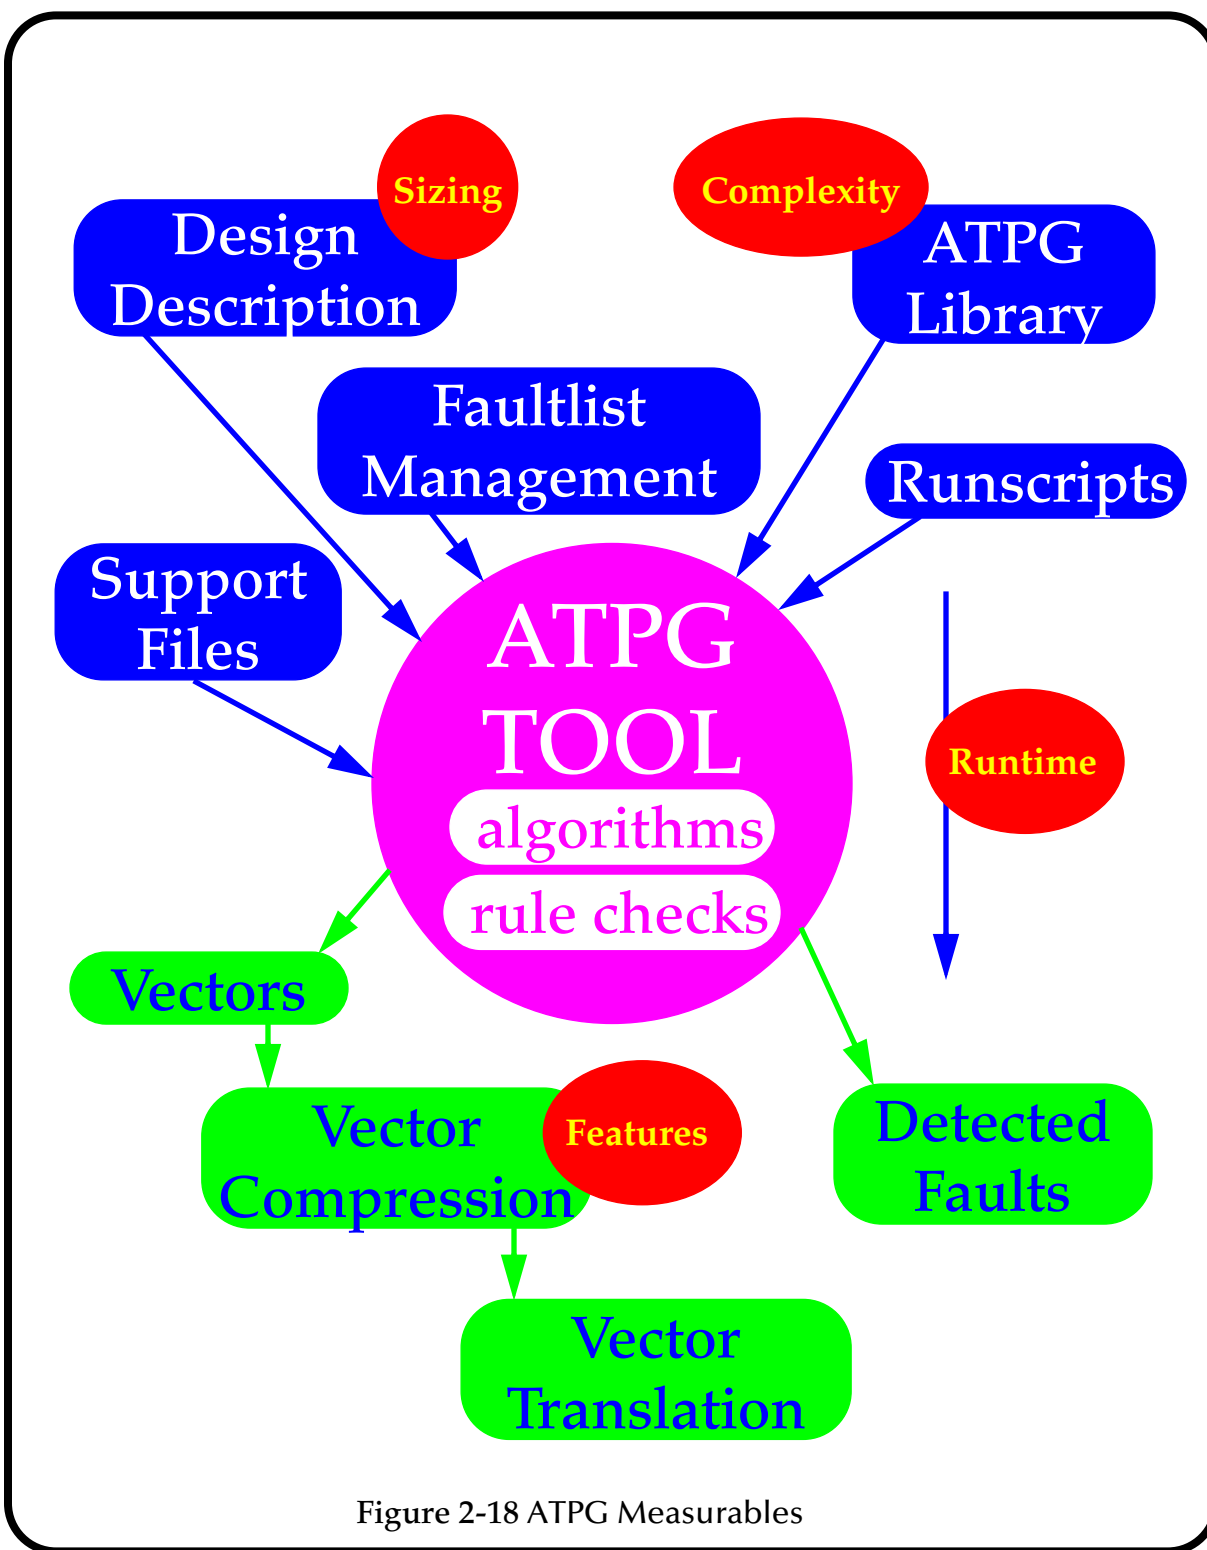 Sizing
Complexity
Design
Description
ATPG
Library
Faultlist
Management
Runscripts
Support
Files
ATPG
TOOL
algorithms
rule checks
Runtime
Vectors
Vector
Compression
Features
Detected
Faults
Vector
Translation
Figure 2-18 ATPG Measurables